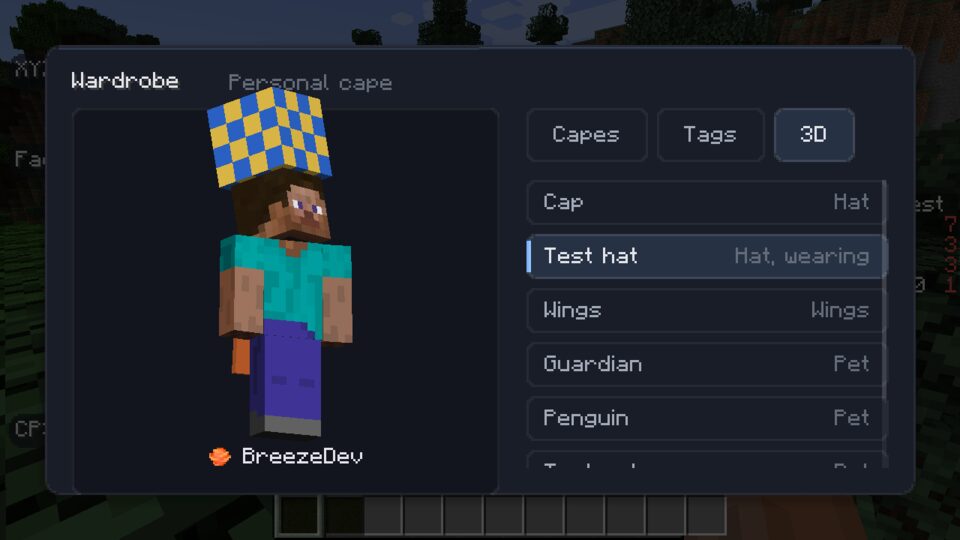 Wardrobe
Personal cape
Capes
Tags
3D
Cap
Hat
Test hat
Hat, wearing
Wings
Wings
Guardian
Pet
Penguin
Pet
BreezeDev